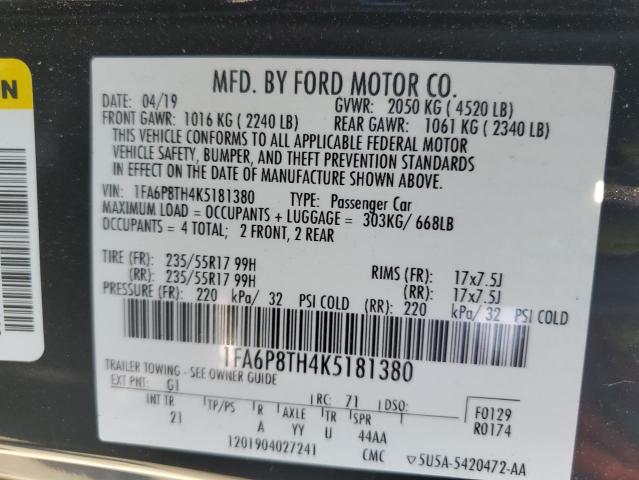 N
MFD. BY FORD MOTOR CO.
DATE: 04/19 GVWR: 2050 KG ( 4520 LB)
FRONT GAWR: 1016 KG ( 2240 LB) REAR GAWR: 1061 KG ( 2340 LB)
THIS VEHICLE CONFORMS TO ALL APPLICABLE FEDERAL MOTOR
VEHICLE SAFETY, BUMPER, AND THEFT PREVENTION STANDARDS
IN EFFECT ON THE DATE OF MANUFACTURE SHOWN ABOVE.
VIN: 1FA6P8TH4K5181380 TYPE: Passenger Car
MAXIMUM LOAD = OCCUPANTS + LUGGAGE = 303KG/ 668LB
OCCUPANTS = 4 TOTAL; 2 FRONT, 2 REAR
TIRE (FR): 235/55R17 99H RIMS (FR): 17x7.5J
(RR): 235/55R17 99H (RR): 17x7.5J
PRESSURE (FR): 220 kPa/ 32 PSI COLD (RR): 220 kPa/ 32 PSI COLD
1FA6P8TH4K5181380
TRAILER TOWING - SEE OWNER GUIDE
EXT PNT: G1 RC: 71 DSO: F0129
INT TR TP/PS R AXLE TR SPR R0174
21 A YY U 44AA
1201904027241 CMC ▽5U5A-5420472-AA